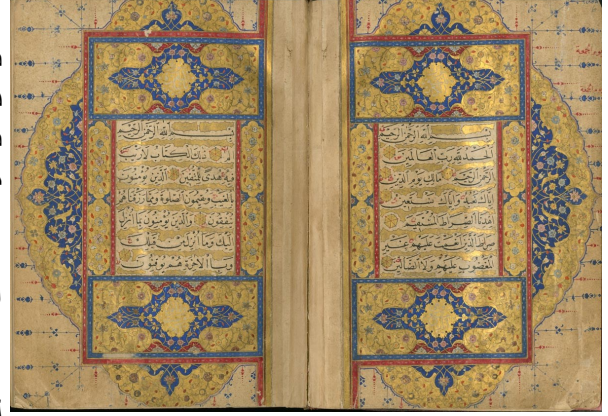 بسم الله الرحمن الرحيم
الحمد لله رب العالمين
الرحمن الرحيم مالك يوم الدين
اياك نعبد واياك نستعين
اهدنا الصراط المستقيم
صراط الذين انعمت عليهم غير
المغضوب عليهم ولا الضالين
بسم الله الرحمن الرحيم
الم ذلك الكتاب لا ريب
فيه هدى للمتقين الذين يؤمنون
بالغيب ويقيمون الصلوة ومما رزقناهم
ينفقون والذين يؤمنون بما انزل
اليك وما انزل من قبلك
وبالاخرة هم يوقنون